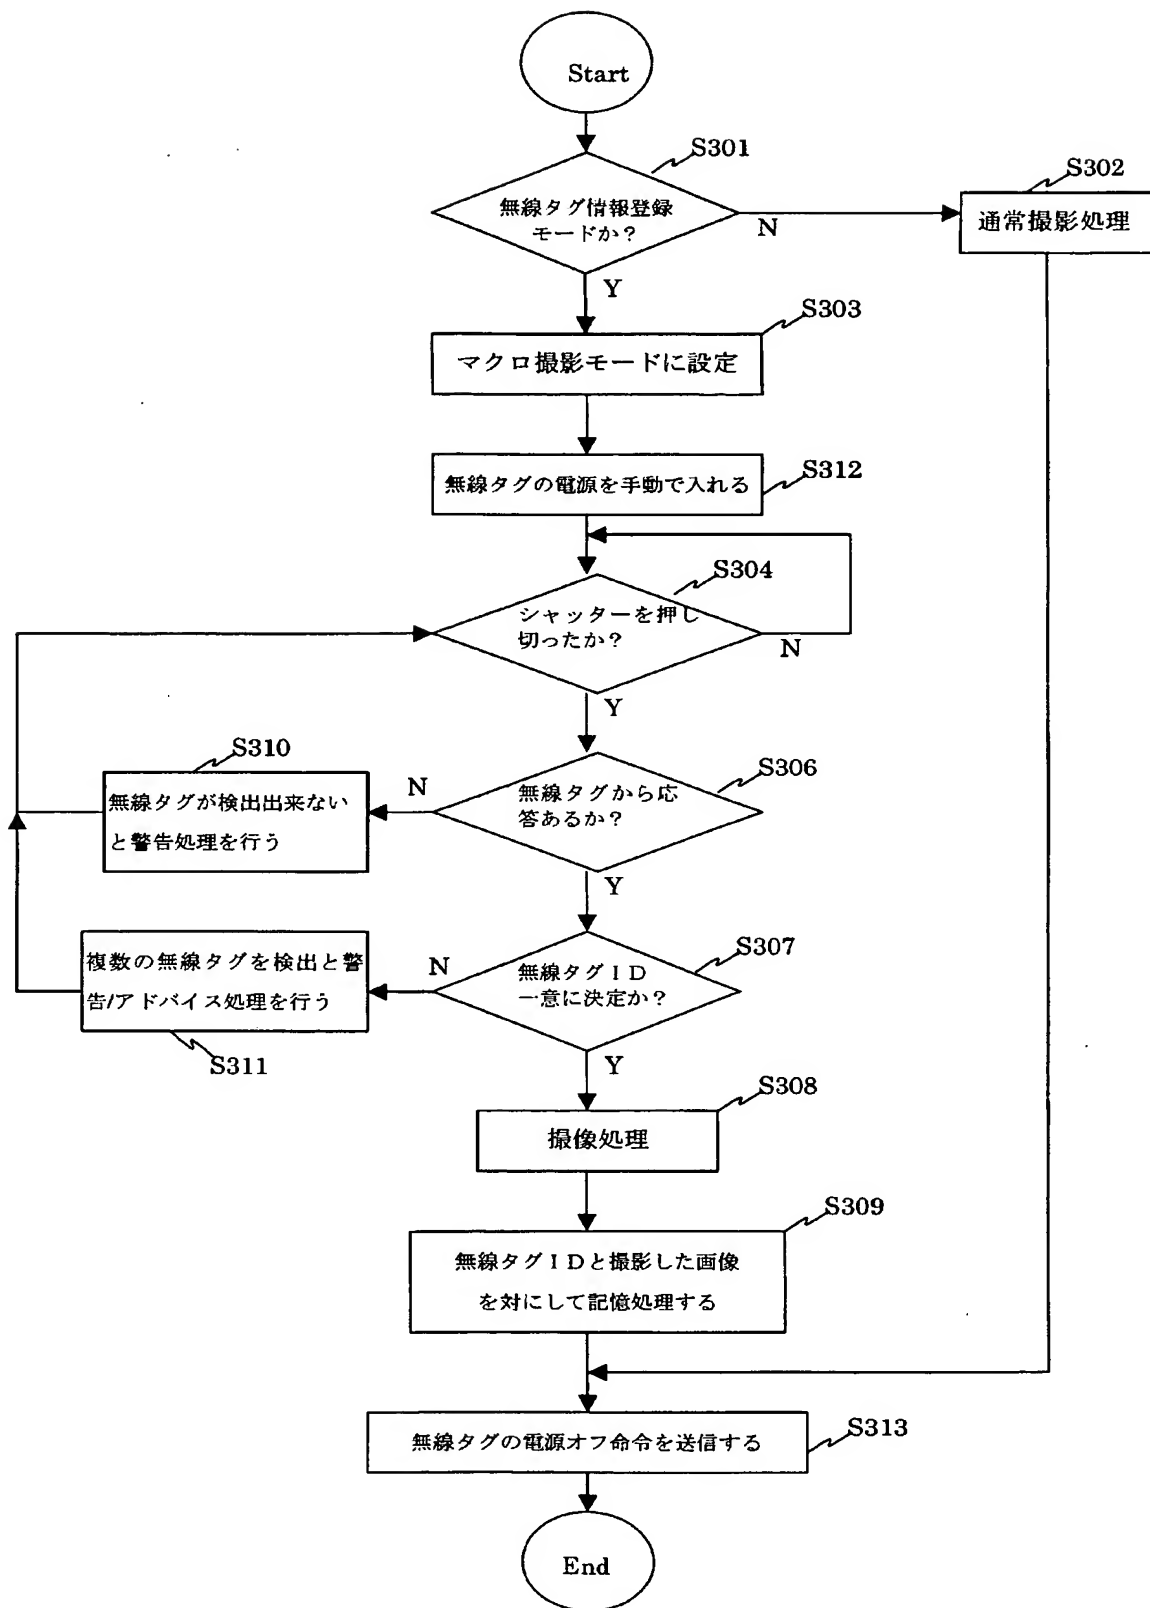 Start
S301
無線タグ情報登録
モードか?
N
S302
通常撮影処理
Y
S303
マクロ撮影モードに設定
S312
無線タグの電源を手動で入れる
S304
シャッターを押し
切ったか?
N
Y
S310
無線タグが検出出来ない
と警告処理を行う
N
S306
無線タグから応
答あるか?
Y
複数の無線タグを検出と警
告/アドバイス処理を行う
S311
N
S307
無線タグID
一意に決定か?
Y
S308
撮像処理
S309
無線タグIDと撮影した画像
を対にして記憶処理する
S313
無線タグの電源オフ命令を送信する
End